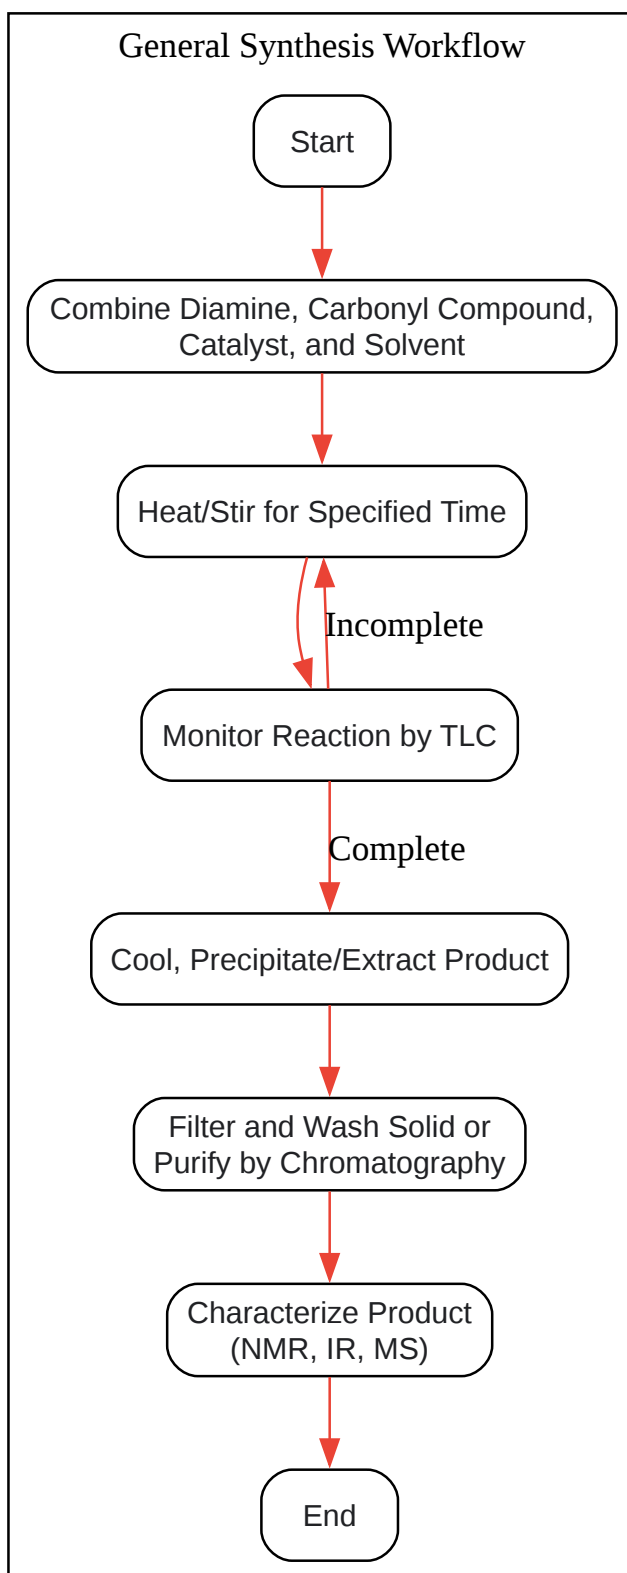 General Synthesis Workflow
Start
Combine Diamine, Carbonyl Compound,
Catalyst, and Solvent
Heat/Stir for Specified Time
Incomplete
Monitor Reaction by TLC
Complete
Cool, Precipitate/Extract Product
Filter and Wash Solid or
Purify by Chromatography
Characterize Product
(NMR, IR, MS)
End